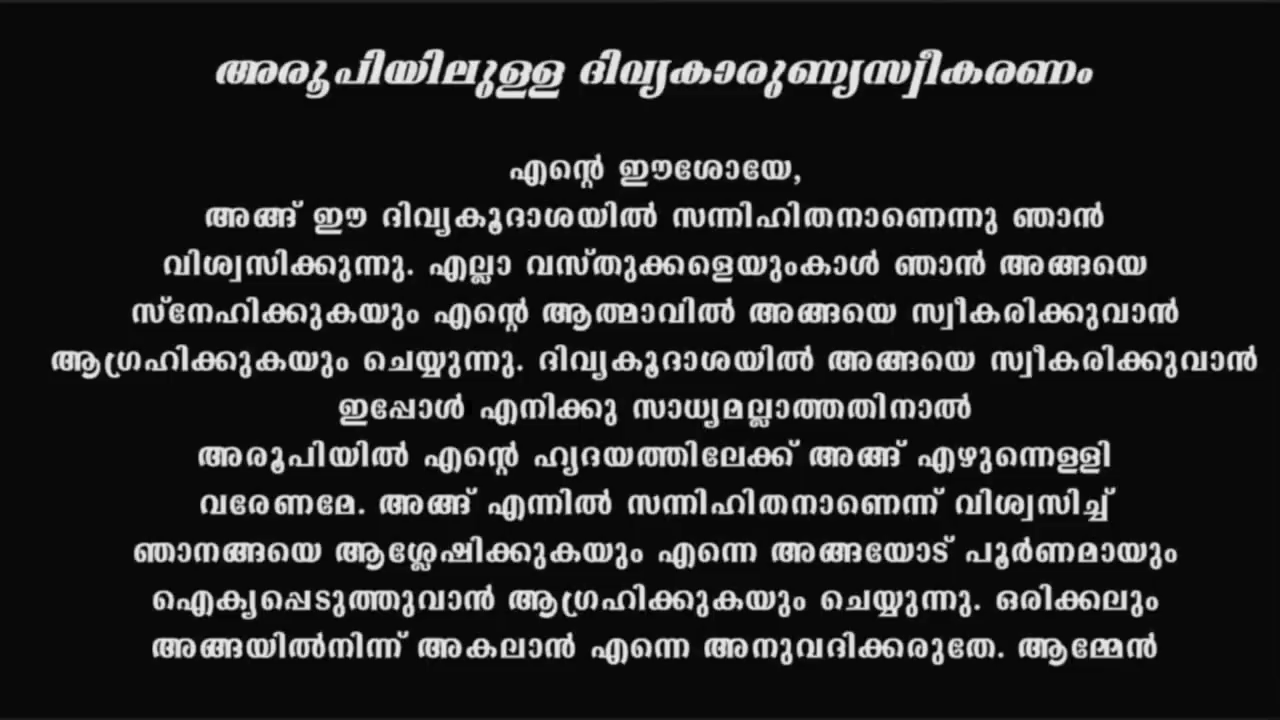 അരൂപിയിലുള്ള ദിവ്യകാരുണ്യസ്വീകരണം
എന്റെ ഈശോയേ,
അങ്ങ് ഈ ദിവ്യകൂദാശയിൽ സന്നിഹിതനാണെന്നു ഞാൻ
വിശ്വസിക്കുന്നു. എല്ലാ വസ്തുക്കളെയുംകാൾ ഞാൻ അങ്ങയെ
സ്നേഹിക്കുകയും എന്റെ ആത്മാവിൽ അങ്ങയെ സ്വീകരിക്കുവാൻ
ആഗ്രഹിക്കുകയും ചെയ്യുന്നു. ദിവ്യകൂദാശയിൽ അങ്ങയെ സ്വീകരിക്കുവാൻ
ഇപ്പോൾ എനിക്കു സാധ്യമല്ലാത്തതിനാൽ
അരൂപിയിൽ എന്റെ ഹൃദയത്തിലേക്ക് അങ്ങ് എഴുന്നെള്ളി
വരേണമേ. അങ്ങ് എന്നിൽ സന്നിഹിതനാണെന്ന് വിശ്വസിച്ച്
ഞാനങ്ങയെ ആശ്ലേഷിക്കുകയും എന്നെ അങ്ങയോട് പൂർണമായും
ഐക്യപ്പെടുത്തുവാൻ ആഗ്രഹിക്കുകയും ചെയ്യുന്നു. ഒരിക്കലും
അങ്ങയിൽനിന്ന് അകലാൻ എന്നെ അനുവദിക്കരുതേ. ആമ്മേൻ